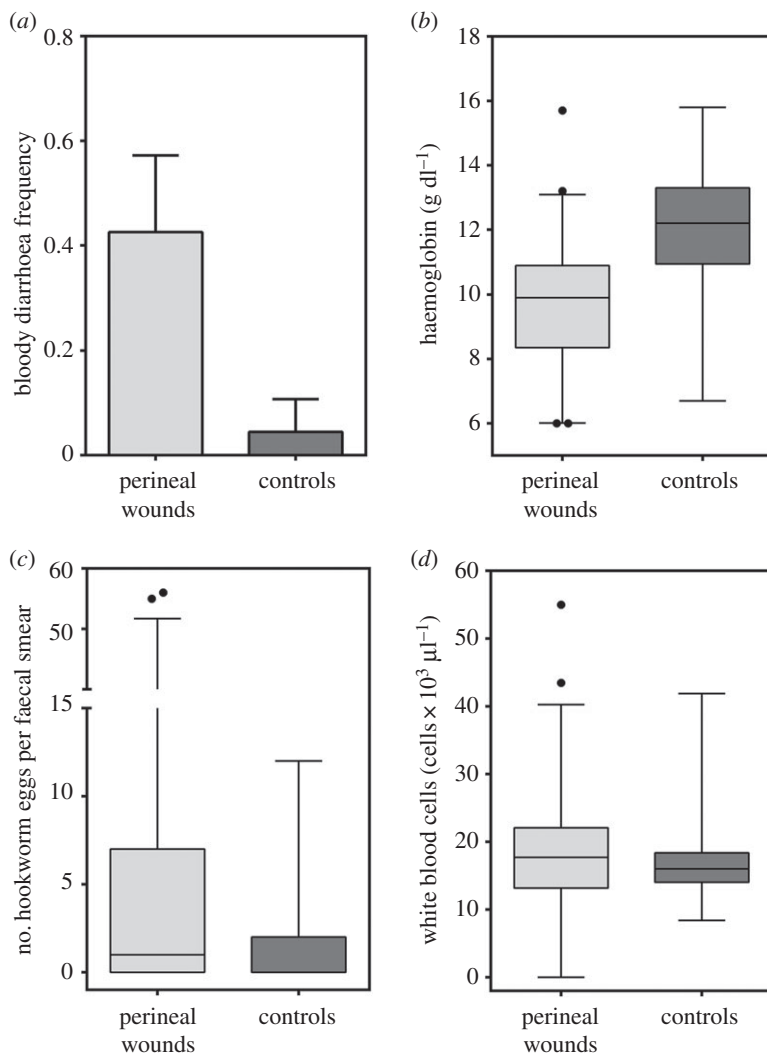 (a)
0.8
0.6
0.4
0.2
0
bloody diarrhoea frequency
perineal
wounds
controls
(b)
18
16
14
12
10
8
6
haemoglobin (g dl⁻¹)
perineal
wounds
controls
(c)
60
50
15
10
5
0
no. hookworm eggs per faecal smear
perineal
wounds
controls
(d)
60
50
40
30
20
10
0
white blood cells (cells × 10³ µl⁻¹)
perineal
wounds
controls